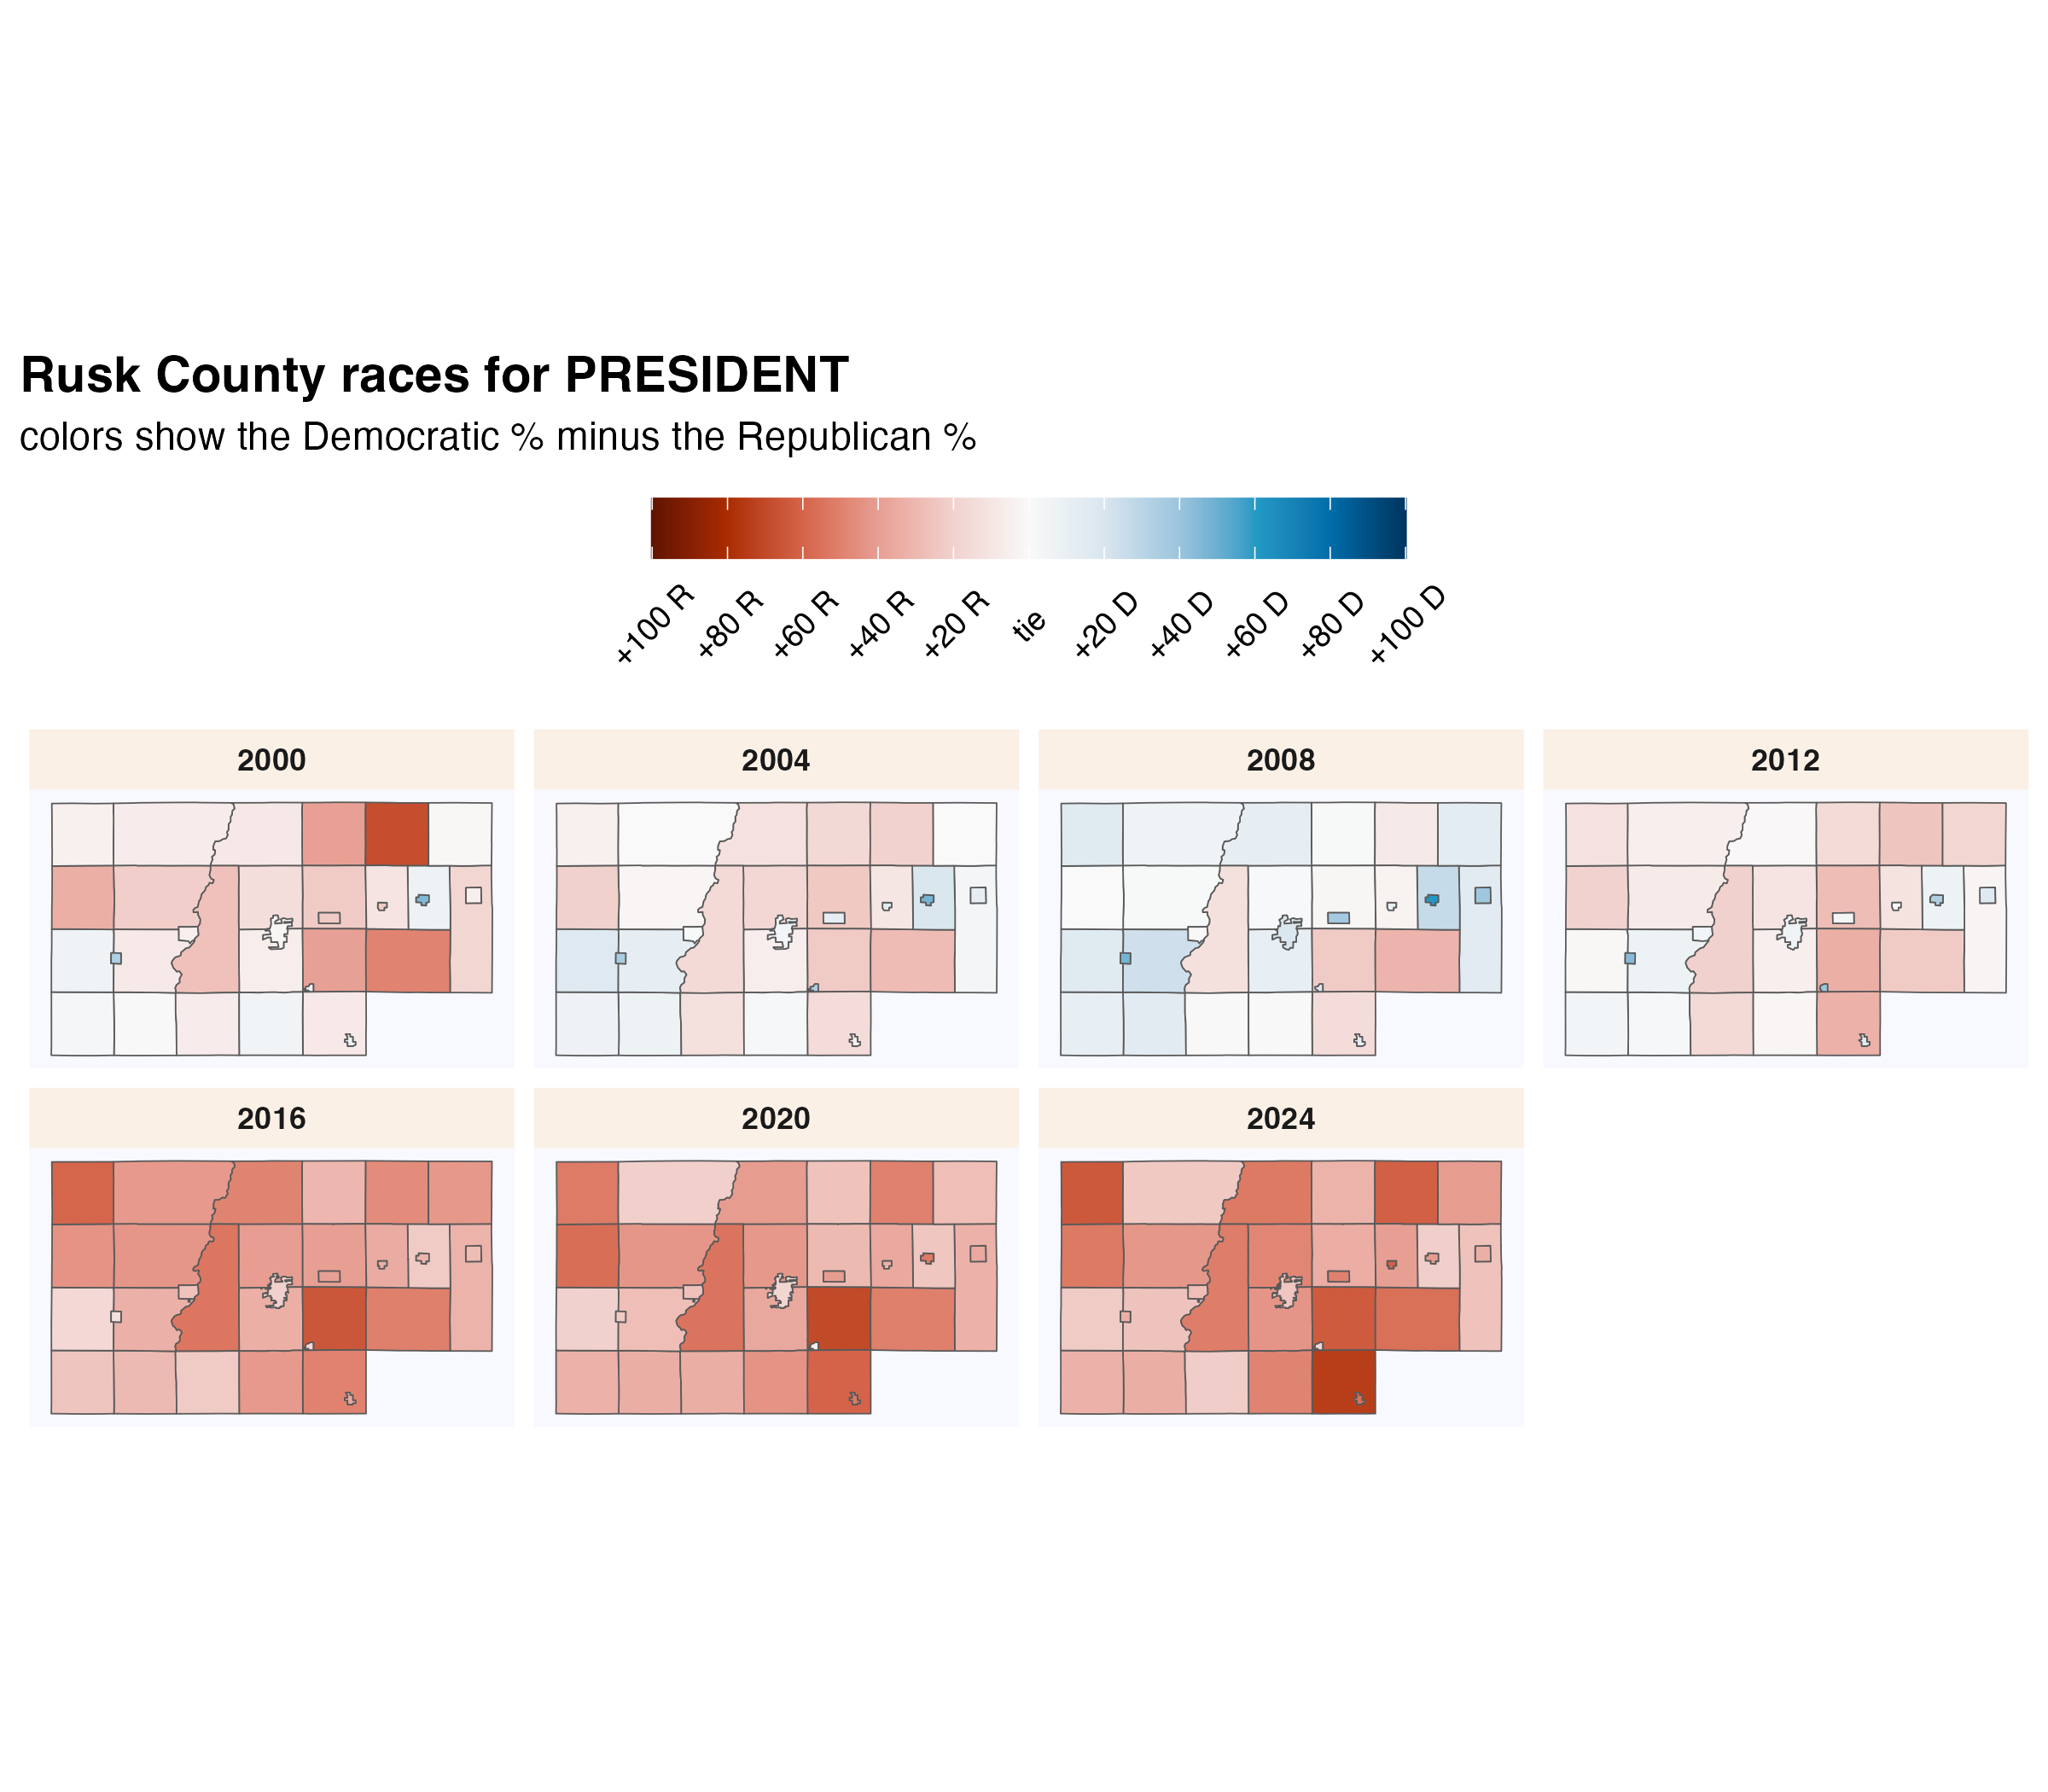 Rusk County races for PRESIDENT
colors show the Democratic % minus the Republican %
+100 R
+80 R
+60 R
+40 R
+20 R
tie
+20 D
+40 D
+60 D
+80 D
+100 D
2000
2004
2008
2012
2016
2020
2024